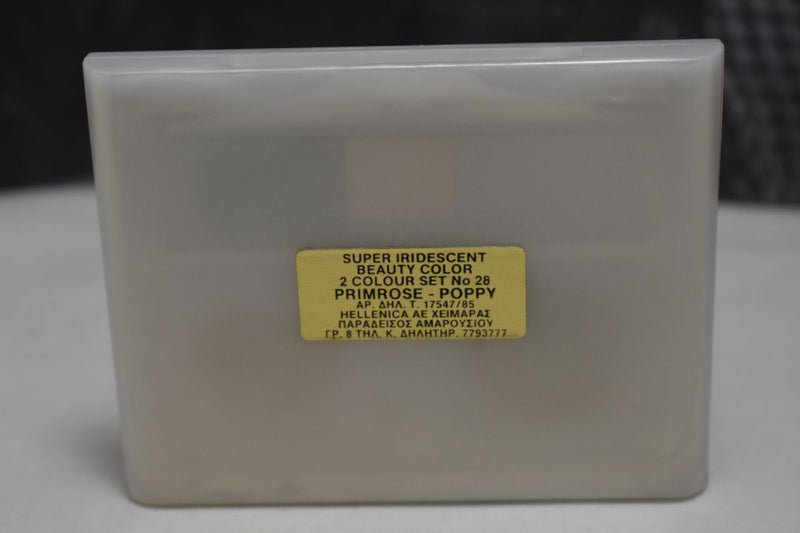 SUPER IRIDESCENT
BEAUTY COLOR
2 COLOUR SET No 28
PRIMROSE - POPPY
ΑΡ. ΔΗΛ. Τ. 17547/85
HELLENICA ΑΕ ΧΕΙΜΑΡΑΣ
ΠΑΡΑΔΕΙΣΟΣ ΑΜΑΡΟΥΣΙΟΥ
ΓΡ. 8 ΤΗΛ. Κ. ΔΗΛΗΤΗΡ. 7793777